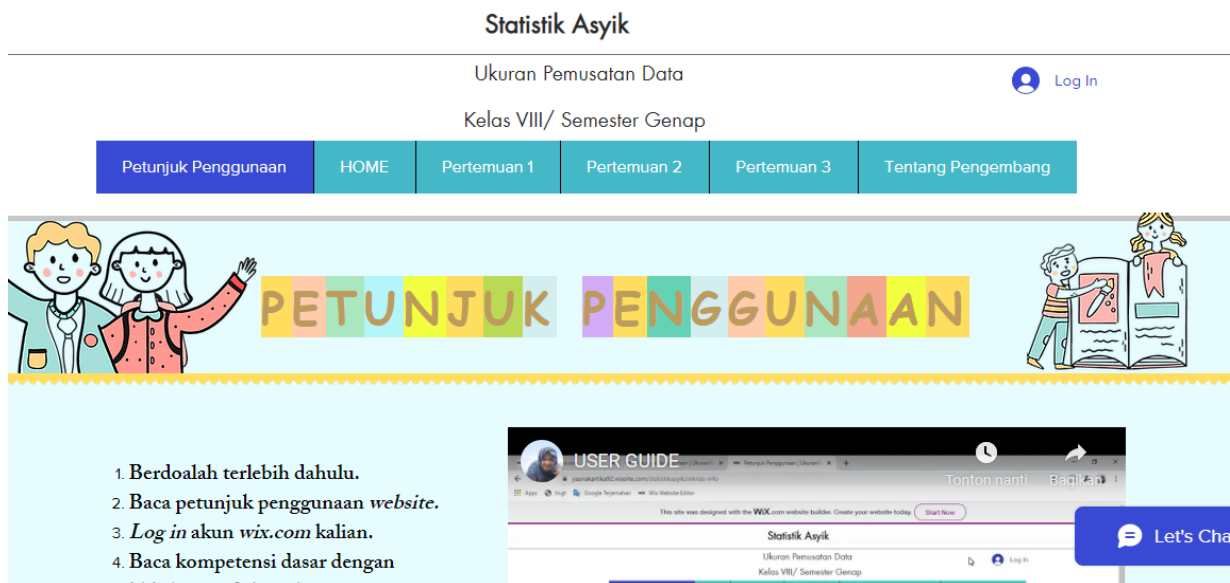 Statistik Asyik
Ukuran Pemusatan Data
Log In
Kelas VIII/ Semester Genap
Petunjuk Penggunaan HOME Pertemuan 1 Pertemuan 2 Pertemuan 3 Tentang Pengembang
PETUNJUK PENGGUNAAN
1. Berdoalah terlebih dahulu.
2. Baca petunjuk penggunaan website.
3. Log in akun wix.com kalian.
4. Baca kompetensi dasar dengan
USER GUIDE
Tonton nanti Bagikan
Apps Google Terjemahan Wix Website Editor
This site was designed with the WiX.com website builder. Create your website today. Start Now
Statistik Asyik
Ukuran Pemusatan Data
Log In
Kelas VIII/ Semester Genap
Let's Cha